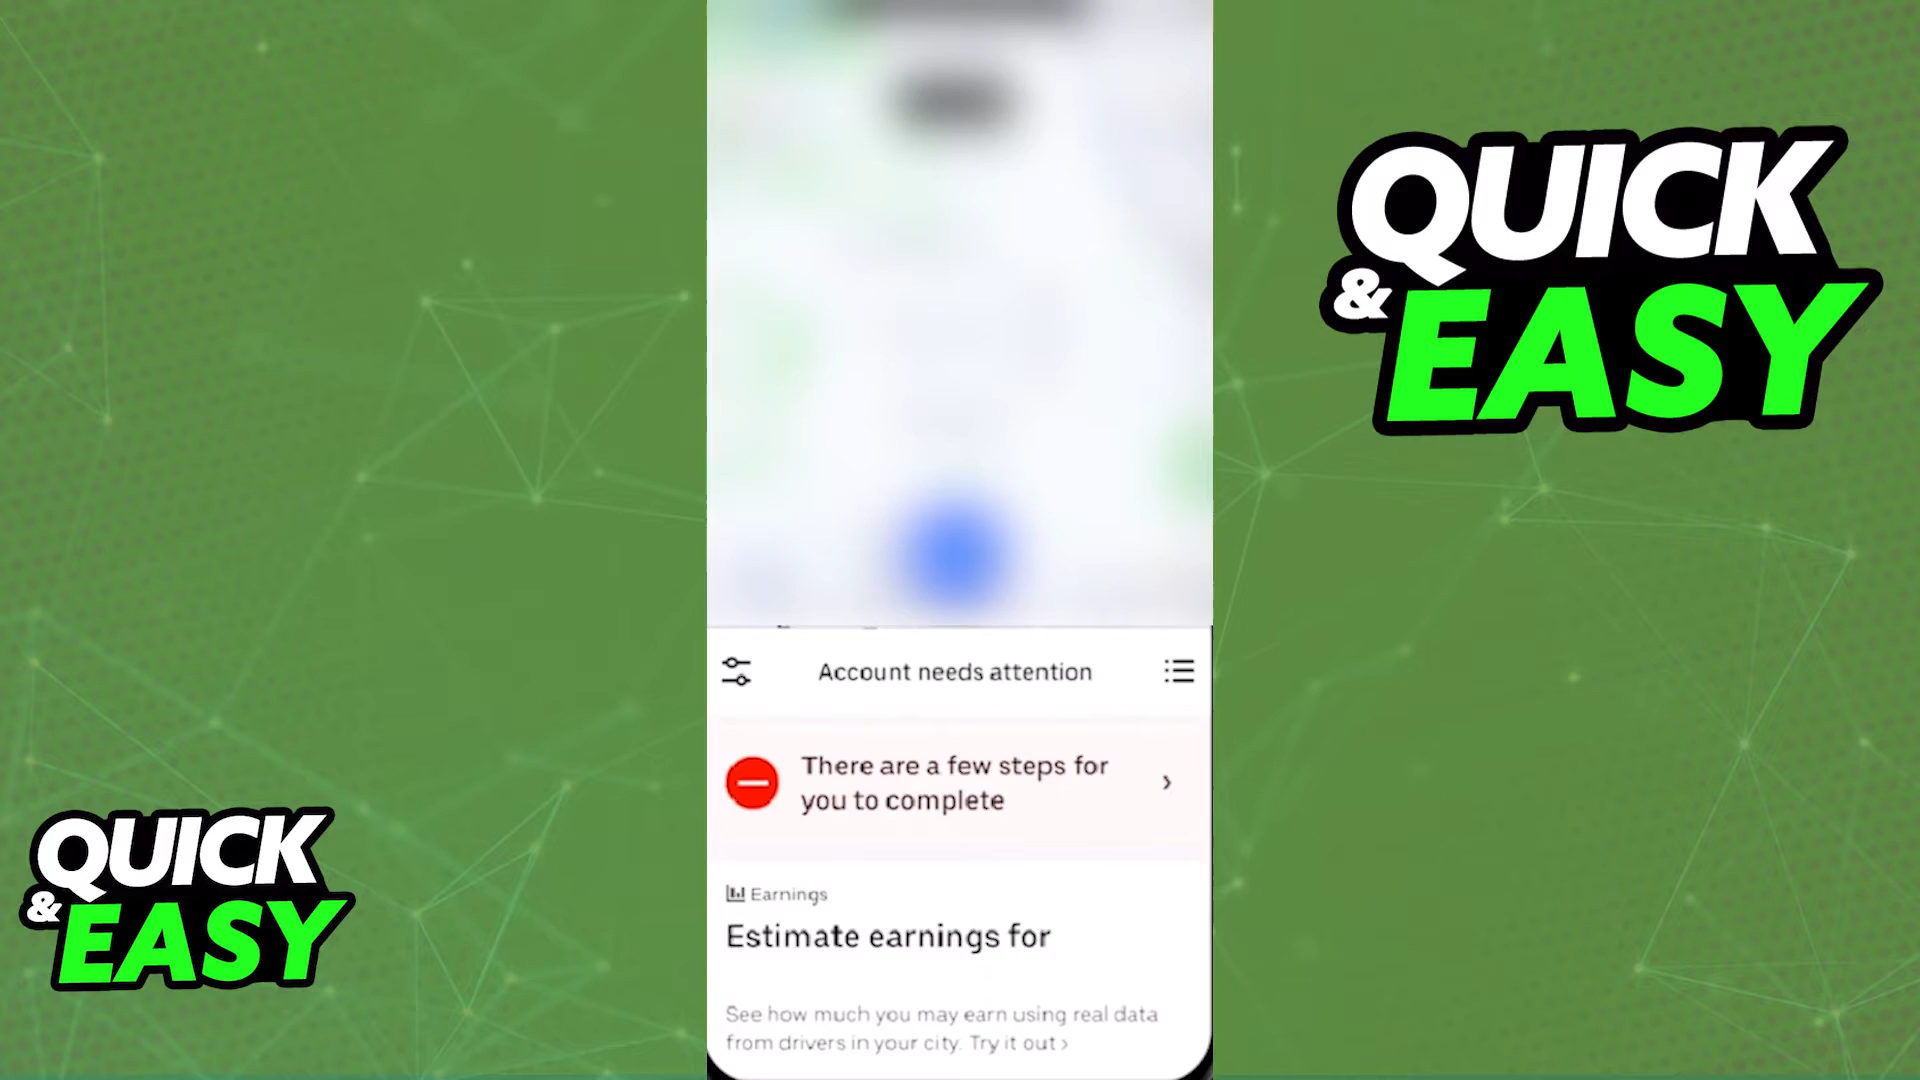 QUICK
& EASY
Account needs attention
There are a few steps for
you to complete
Earnings
Estimate earnings for
See how much you may earn using real data
from drivers in your city. Try it out ›
QUICK
& EASY